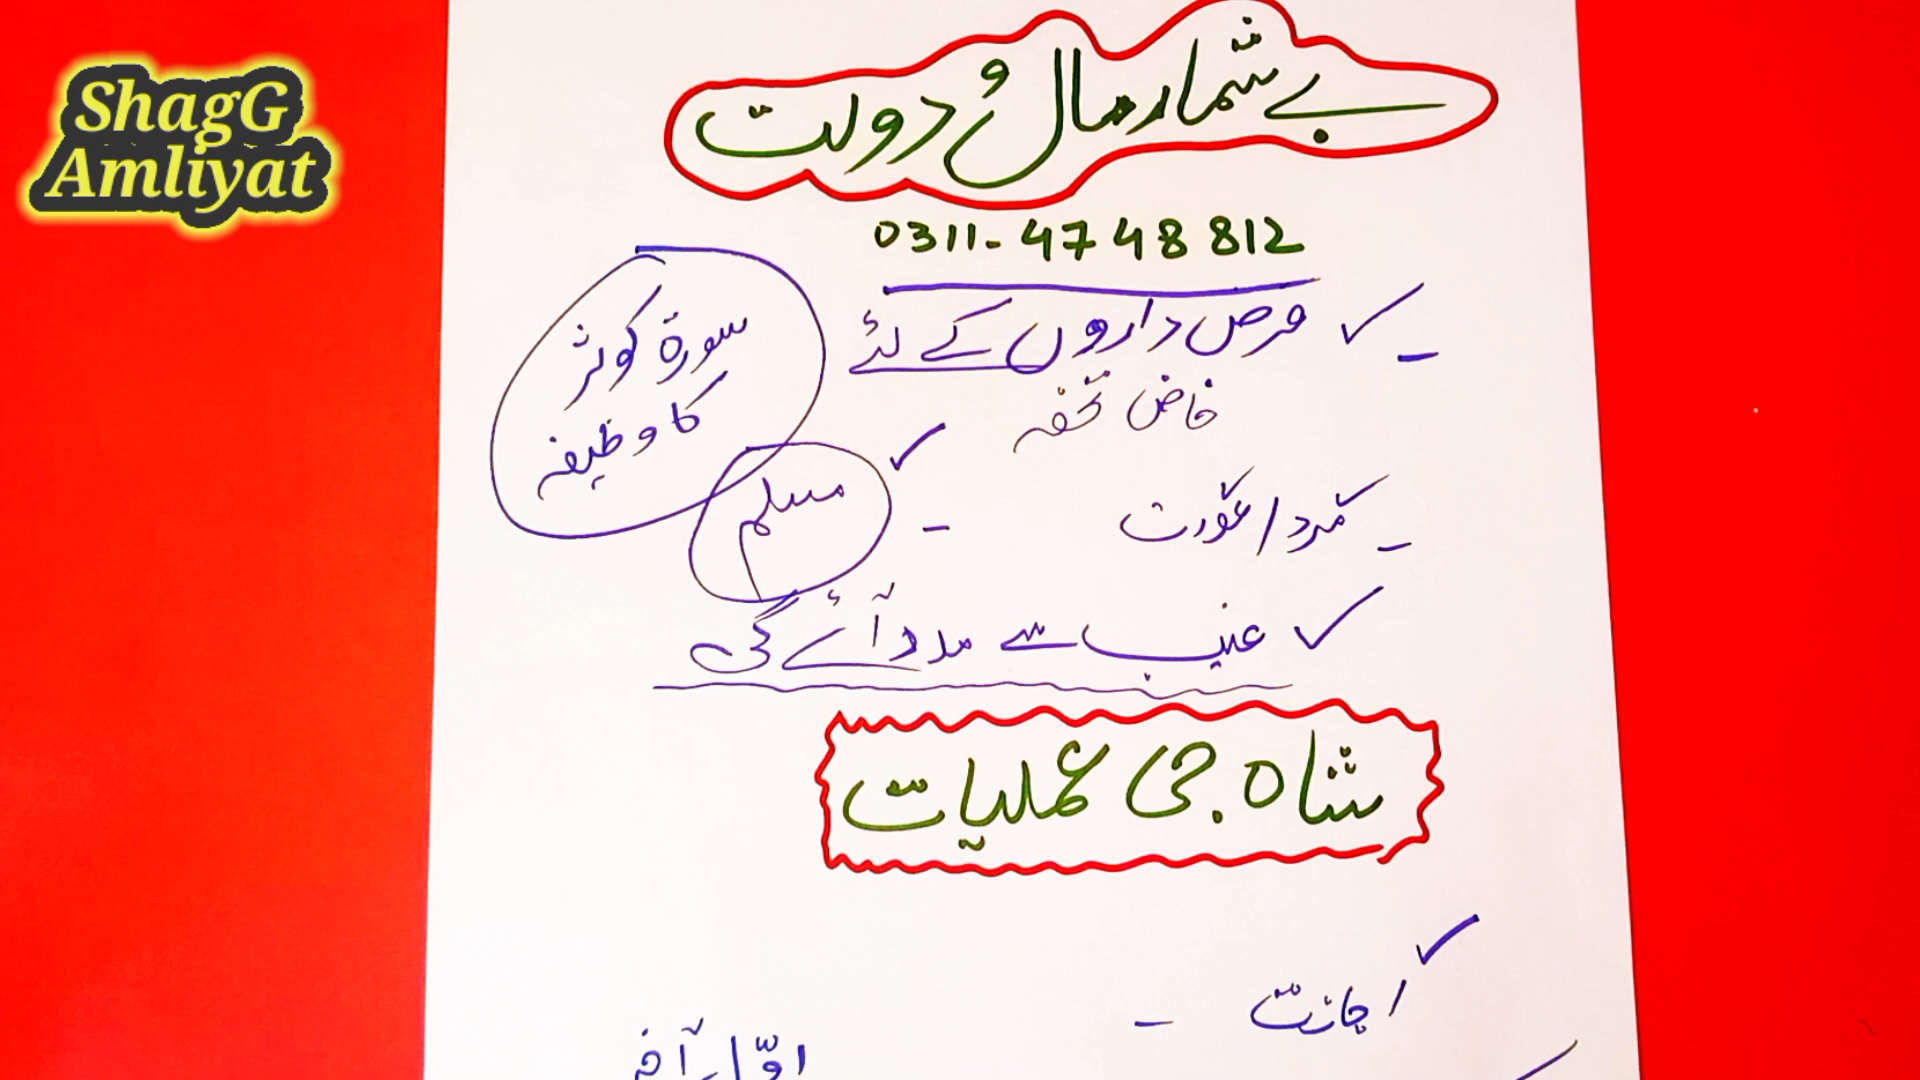 ShagG
Amliyat
بے شمار مال و دولت
0311-4748812
قرض داروں کے لئے
خاص تحفہ
سورۃ کوثر
کا وظیفہ
مسلم
مرد / عورت
غیب سے مدد آئے گی
شاہ جی عملیات
اجازت
اوّل آخر